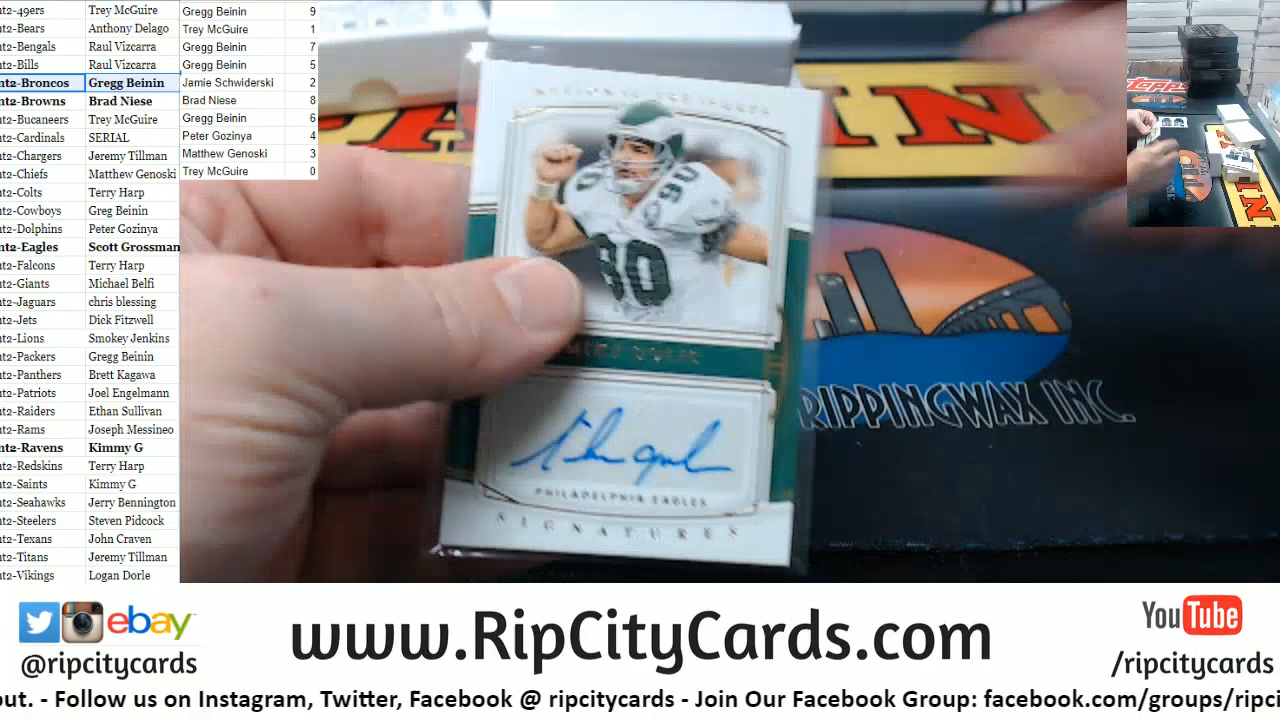 nt2-49ers Trey McGuire Gregg Beinin 9
nt2-Bears Anthony Delago Trey McGuire 1
nt2-Bengals Raul Vizcarra Gregg Beinin 7
nt2-Bills Raul Vizcarra Gregg Beinin 5
nt2-Broncos Gregg Beinin Jamie Schwiderski 2
nt2-Browns Brad Niese Brad Niese 8
nt2-Bucaneers Trey McGuire Gregg Beinin 6
nt2-Cardinals SERIAL Peter Gozinya 4
nt2-Chargers Jeremy Tillman Matthew Genoski 3
nt2-Chiefs Matthew Genoski Trey McGuire 0
nt2-Colts Terry Harp
nt2-Cowboys Greg Beinin
nt2-Dolphins Peter Gozinya
nt2-Eagles Scott Grossman
nt2-Falcons Terry Harp
nt2-Giants Michael Belfi
nt2-Jaguars chris blessing
nt2-Jets Dick Fitzwell
nt2-Lions Smokey Jenkins
nt2-Packers Gregg Beinin
nt2-Panthers Brett Kagawa
nt2-Patriots Joel Engelmann
nt2-Raiders Ethan Sullivan
nt2-Rams Joseph Messineo
nt2-Ravens Kimmy G
nt2-Redskins Terry Harp
nt2-Saints Kimmy G
nt2-Seahawks Jerry Bennington
nt2-Steelers Steven Pidcock
nt2-Texans John Craven
nt2-Titans Jeremy Tillman
nt2-Vikings Logan Dorle
90
90
PHILADELPHIA EAGLES
SIGNATURES
RIPPINGWAX INC.
Topps
ebay
@ripcitycards
www.RipCityCards.com
YouTube
/ripcitycards
out. - Follow us on Instagram, Twitter, Facebook @ ripcitycards - Join Our Facebook Group: facebook.com/groups/ripci